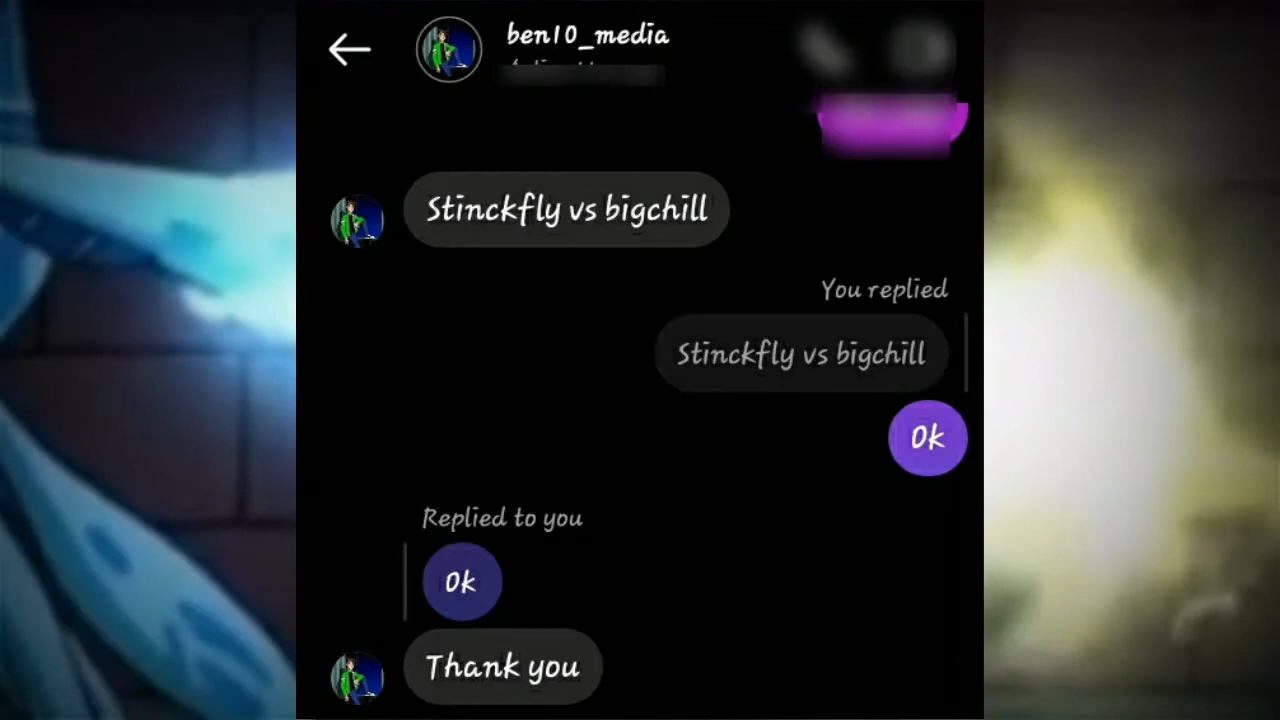 ben10_media
Stinckfly vs bigchill
You replied
Stinckfly vs bigchill
Ok
Replied to you
Ok
Thank you